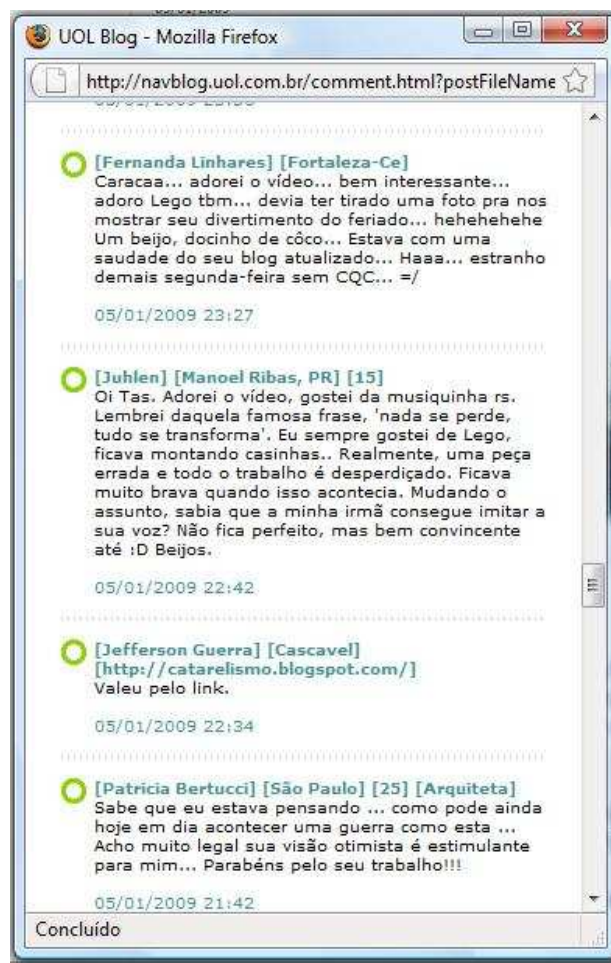 UOL Blog - Mozilla Firefox
http://navblog.uol.com.br/comment.html?postFileName
[Fernanda Linhares] [Fortaleza-Ce]
Caracaa... adorei o vídeo... bem interessante...
adoro Lego tbm... devia ter tirado uma foto pra nos
mostrar seu divertimento do feriado... hehehehehe
Um beijo, docinho de côco... Estava com uma
saudade do seu blog atualizado... Haaa... estranho
demais segunda-feira sem CQC... =/
05/01/2009 23:27
[Juhlen] [Manoel Ribas, PR] [15]
Oi Tas. Adorei o vídeo, gostei da musiquinha rs.
Lembrei daquela famosa frase, 'nada se perde,
tudo se transforma'. Eu sempre gostei de Lego,
ficava montando casinhas.. Realmente, uma peça
errada e todo o trabalho é desperdiçado. Ficava
muito brava quando isso acontecia. Mudando o
assunto, sabia que a minha irmã consegue imitar a
sua voz? Não fica perfeito, mas bem convincente
até :D Beijos.
05/01/2009 22:42
[Jefferson Guerra] [Cascavel]
[http://catarelismo.blogspot.com/]
Valeu pelo link.
05/01/2009 22:34
[Patricia Bertucci] [São Paulo] [25] [Arquiteta]
Sabe que eu estava pensando ... como pode ainda
hoje em dia acontecer uma guerra como esta ...
Acho muito legal sua visão otimista é estimulante
para mim... Parabéns pelo seu trabalho!!!
05/01/2009 21:42
Concluído